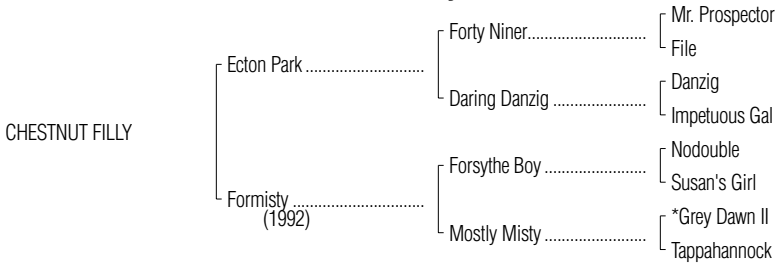 Mr. Prospector
Forty Niner..............................
File
Ecton Park ..............................
Danzig
Daring Danzig ........................
Impetuous Gal
CHESTNUT FILLY
Nodouble
Forsythe Boy ..........................
Susan's Girl
Formisty .................................
(1992)
*Grey Dawn II
Mostly Misty ..........................
Tappahannock